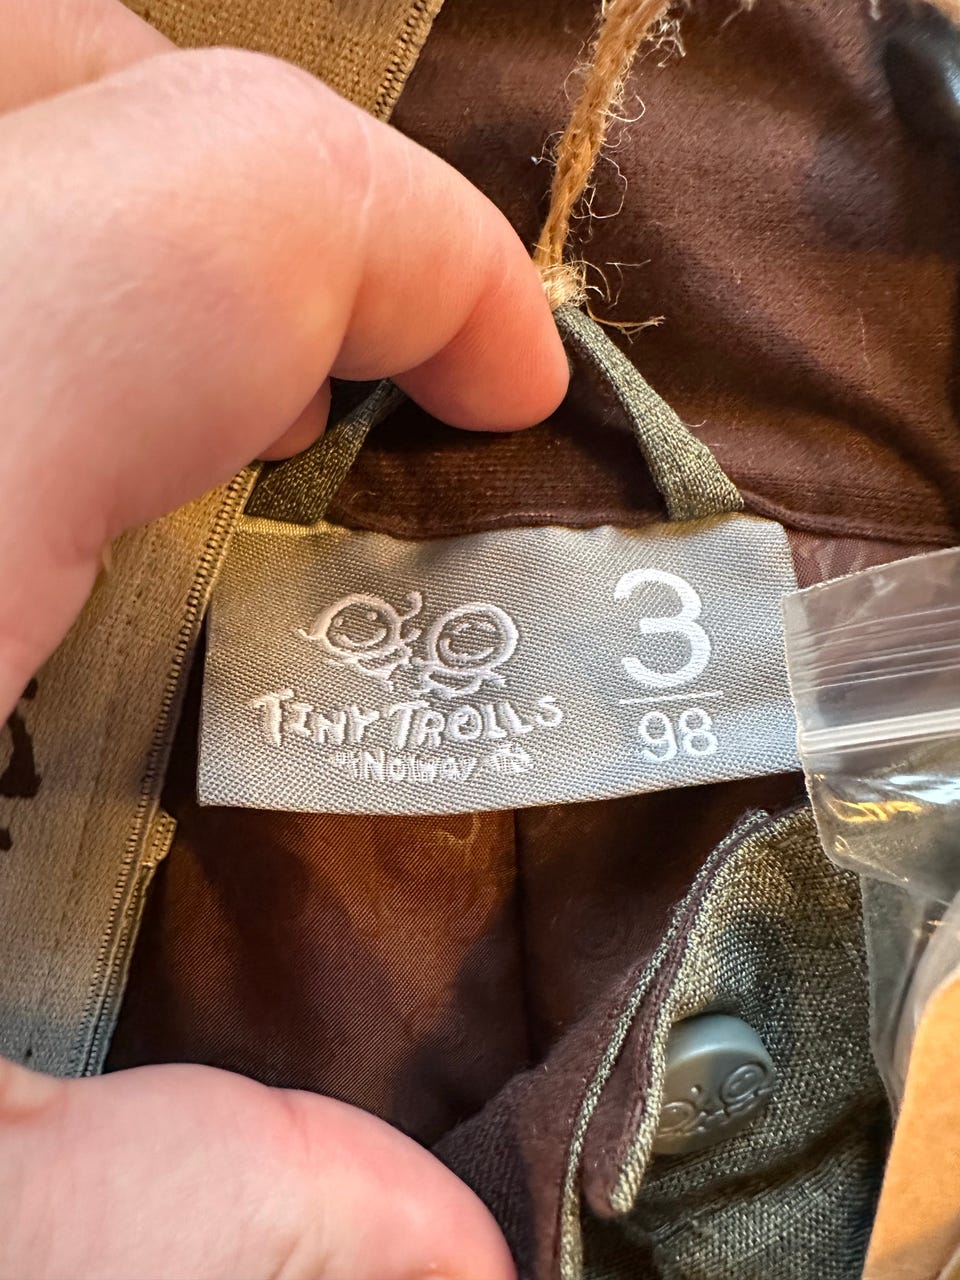 TINY TROLLS
of Norway
3
98